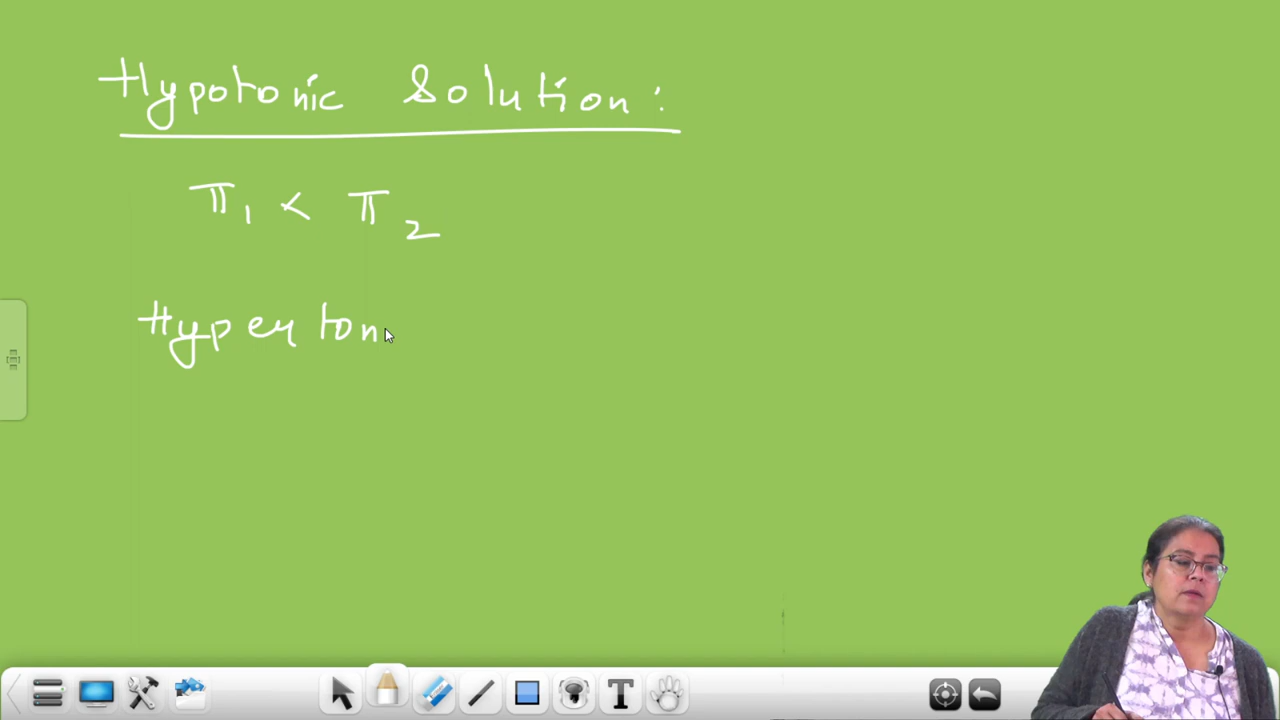 Hypotonic Solution:
π₁ < π₂
Hyperton
T